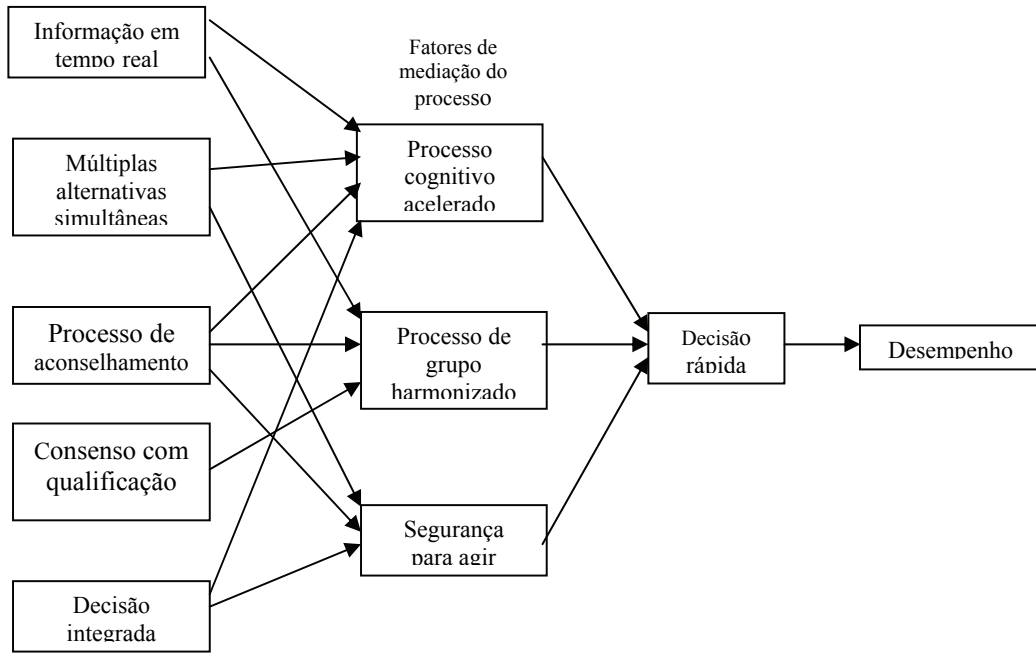 Informação em
tempo real
Múltiplas
alternativas
simultâneas
Processo de
aconselhamento
Consenso com
qualificação
Decisão
integrada
Fatores de
mediação do
processo
Processo
cognitivo
acelerado
Processo de
grupo
harmonizado
Segurança
para agir
Decisão
rápida
Desempenho